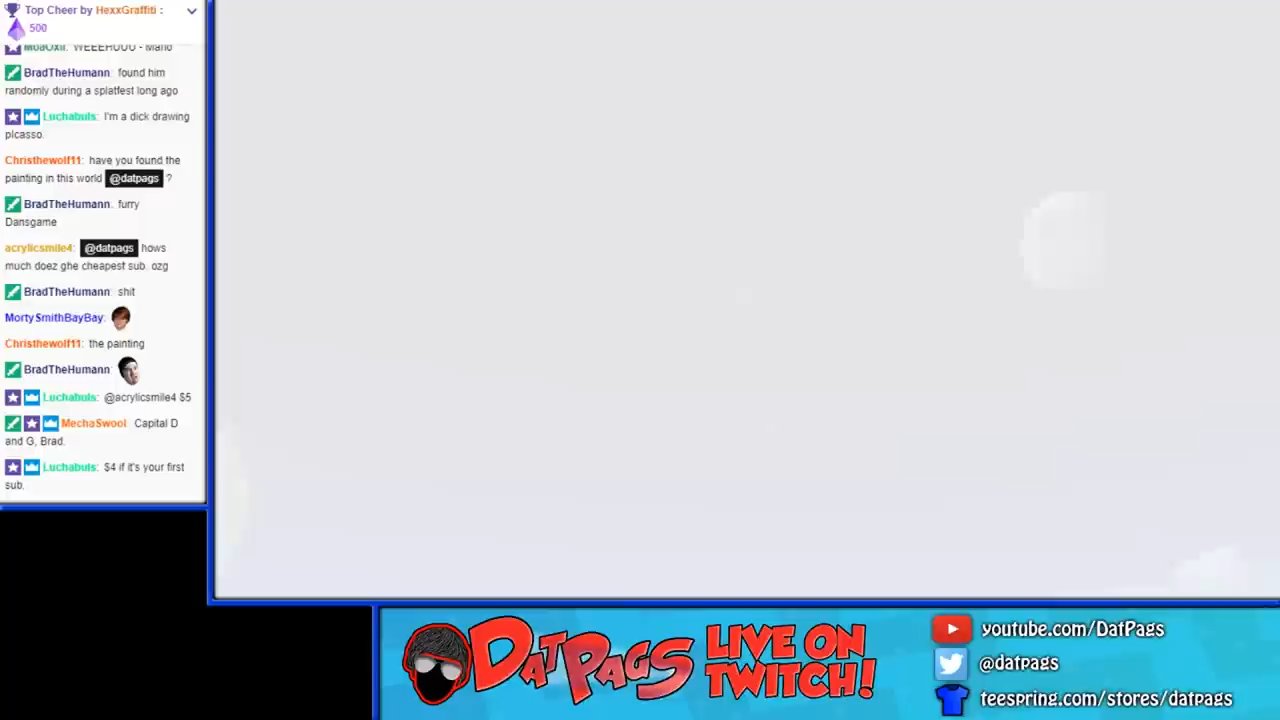 Top Cheer by HexxGraffiti :
500
MoaOxii: WEEEHOOO - Mario
BradTheHumann: found him
randomly during a splatfest long ago
Luchabuls: I'm a dick drawing
picasso.
Christhewolf11: have you found the
painting in this world @datpags ?
BradTheHumann: furry
Dansgame
acrylicsmile4: @datpags hows
much doez ghe cheapest sub. ozg
BradTheHumann: shit
MortySmithBayBay:
Christhewolf11: the painting
BradTheHumann:
Luchabuls: @acrylicsmile4 $5
MechaSwool: Capital D
and G, Brad.
Luchabuls: $4 if it's your first
sub.
DATPAGS LIVE ON TWITCH!
youtube.com/DatPags
@datpags
teespring.com/stores/datpags